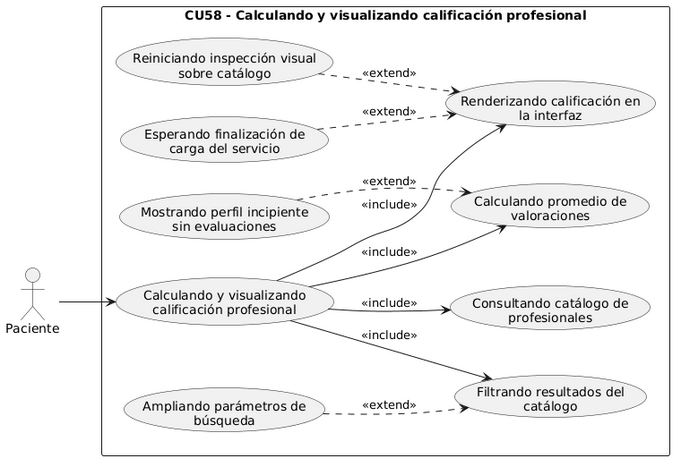 CU58 - Calculando y visualizando calificación profesional
Reiniciando inspección visual
sobre catálogo
«extend»
Renderizando calificación en
la interfaz
«extend»
Esperando finalización de
carga del servicio
«extend»
Mostrando perfil incipiente
sin evaluaciones
«include»
Calculando promedio de
valoraciones
«include»
Paciente
Calculando y visualizando
calificación profesional
«include»
Consultando catálogo de
profesionales
«include»
Filtrando resultados del
catálogo
Ampliando parámetros de
búsqueda
«extend»